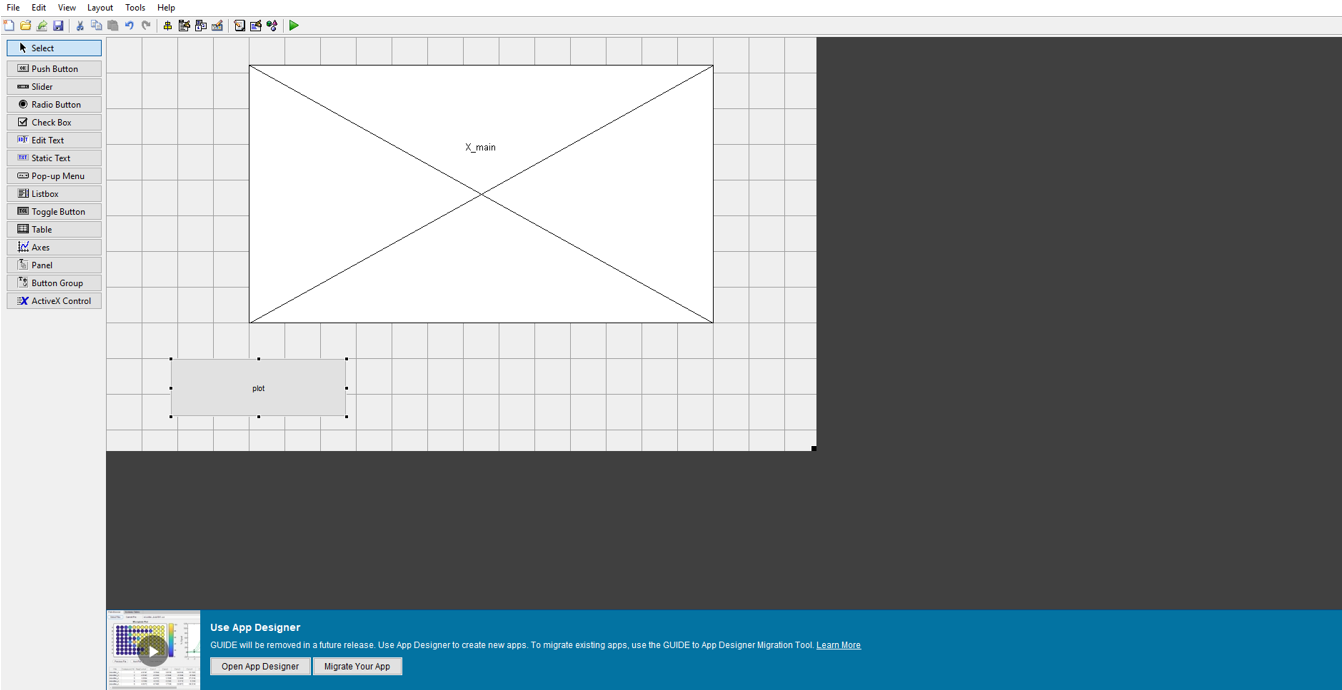 File Edit View Layout Tools Help
Select
Push Button
Slider
Radio Button
Check Box
Edit Text
Static Text
Pop-up Menu
Listbox
Toggle Button
Table
Axes
Panel
Button Group
ActiveX Control
X_main
plot
Use App Designer
GUIDE will be removed in a future release. Use App Designer to create new apps. To migrate existing apps, use the GUIDE to App Designer Migration Tool. Learn More
Open App Designer Migrate Your App